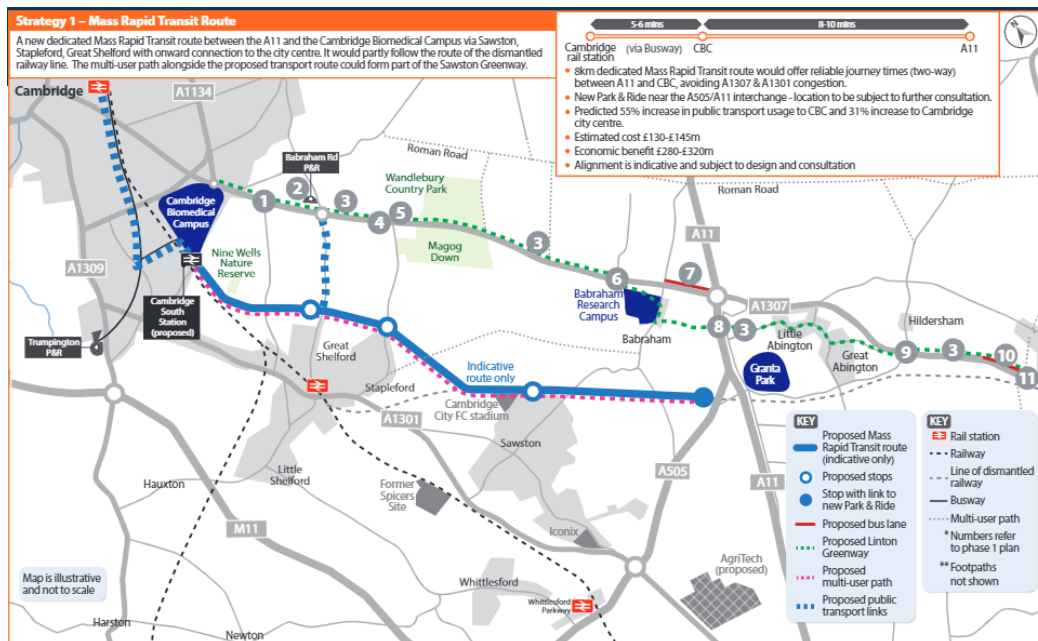 Strategy 1 – Mass Rapid Transit Route
A new dedicated Mass Rapid Transit route between the A11 and the Cambridge Biomedical Campus via Sawston,
Stapleford, Great Shelford with onward connection to the city centre. It would partly follow the route of the dismantled
railway line. The multi-user path alongside the proposed transport route could form part of the Sawston Greenway.
5-6 mins
8-10 mins
Cambridge
rail station
(via Busway)
CBC
A11
• 8km dedicated Mass Rapid Transit route would offer reliable journey times (two-way)
between A11 and CBC, avoiding A1307 & A1301 congestion.
• New Park & Ride near the A505/A11 interchange - location to be subject to further consultation.
• Predicted 55% increase in public transport usage to CBC and 31% increase to Cambridge
city centre.
• Estimated cost £130-£145m
• Economic benefit £280-£320m
• Alignment is indicative and subject to design and consultation
Cambridge
A1134
Roman Road
Roman Road
Babraham Rd
P&R
Wandlebury
Country Park
Cambridge
Biomedical
Campus
1
2
3
4
5
Magog
Down
3
A11
6
7
Nine Wells
Nature
Reserve
A1309
Babraham
Research
Campus
A1307
Hildersham
Cambridge
South
Station
(proposed)
Trumpington
P&R
Babraham
8
3
Little
Abington
Great
Abington
9
3
10
11
Great
Shelford
Granta
Park
Stapleford
Indicative
route only
Cambridge
City FC stadium
A1301
Sawston
Little
Shelford
Hauxton
Former
Spicers
Site
A505
A11
M11
Iconix
AgriTech
(proposed)
Whittlesford
Whittlesford
Parkway
Map is illustrative
and not to scale
Harston
Newton
KEY
Proposed Mass
Rapid Transit route
(indicative only)
Proposed stops
Stop with link to
new Park & Ride
Proposed bus lane
Proposed Linton
Greenway
Proposed
multi-user path
Proposed public
transport links
KEY
Rail station
Railway
Line of dismantled
railway
Busway
Multi-user path
* Numbers refer
to phase 1 plan
** Footpaths
not shown